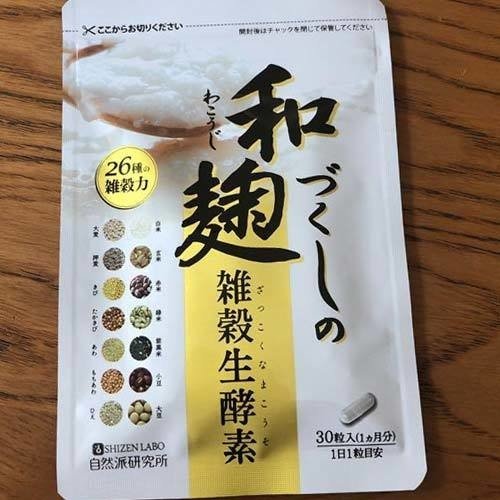 ここからお切りください
開封後はチャックを閉じて保管してください
和麹づくしの
わこうじ
雑穀生酵素
ざっこくなまこうそ
26種の
雑穀力
大麦
白米
押麦
玄米
きび
赤米
たかきび
緑米
あわ
紫黒米
もちあわ
小豆
ひえ
大豆
SHIZEN LABO
自然派研究所
30粒入(1ヵ月分)
1日1粒目安